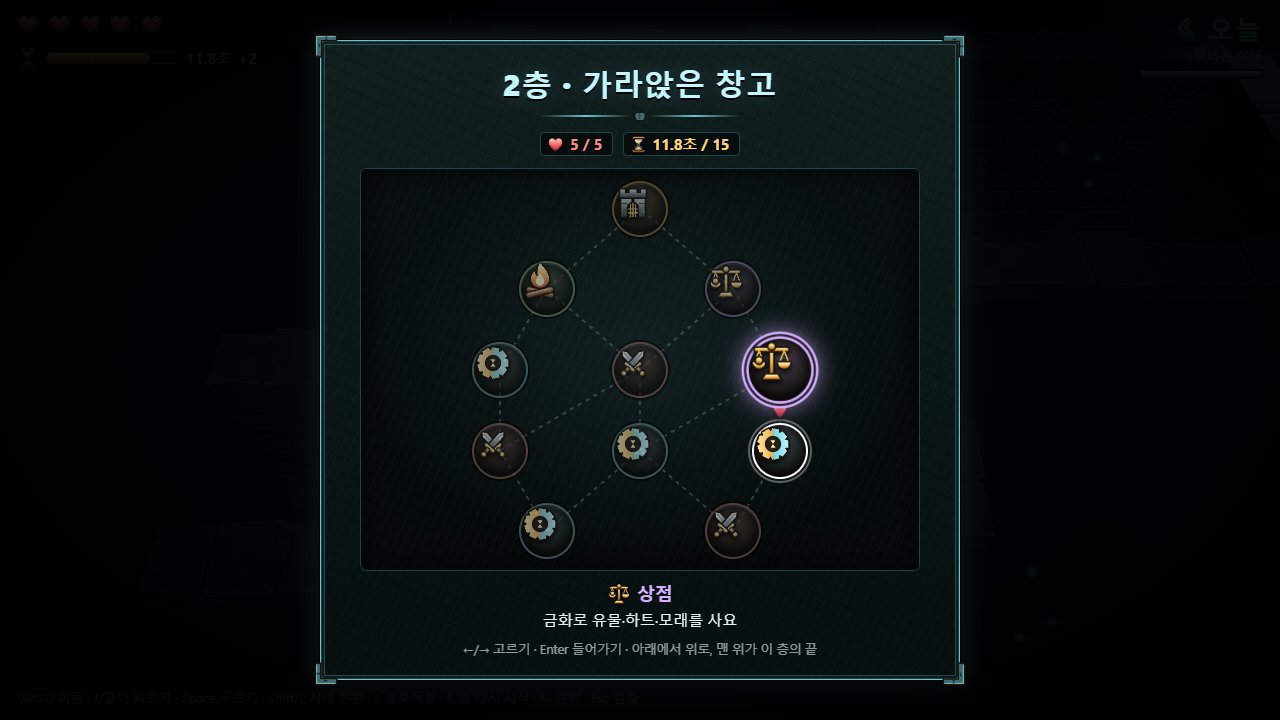 11.8초 +2
오늘
2층 · 가라앉은 창고
5 / 5
11.8초 / 15
상점
금화로 유물·하트·모래를 사요
←/→ 고르기 · Enter 들어가기 · 아래에서 위로, 맨 위가 이 층의 끝